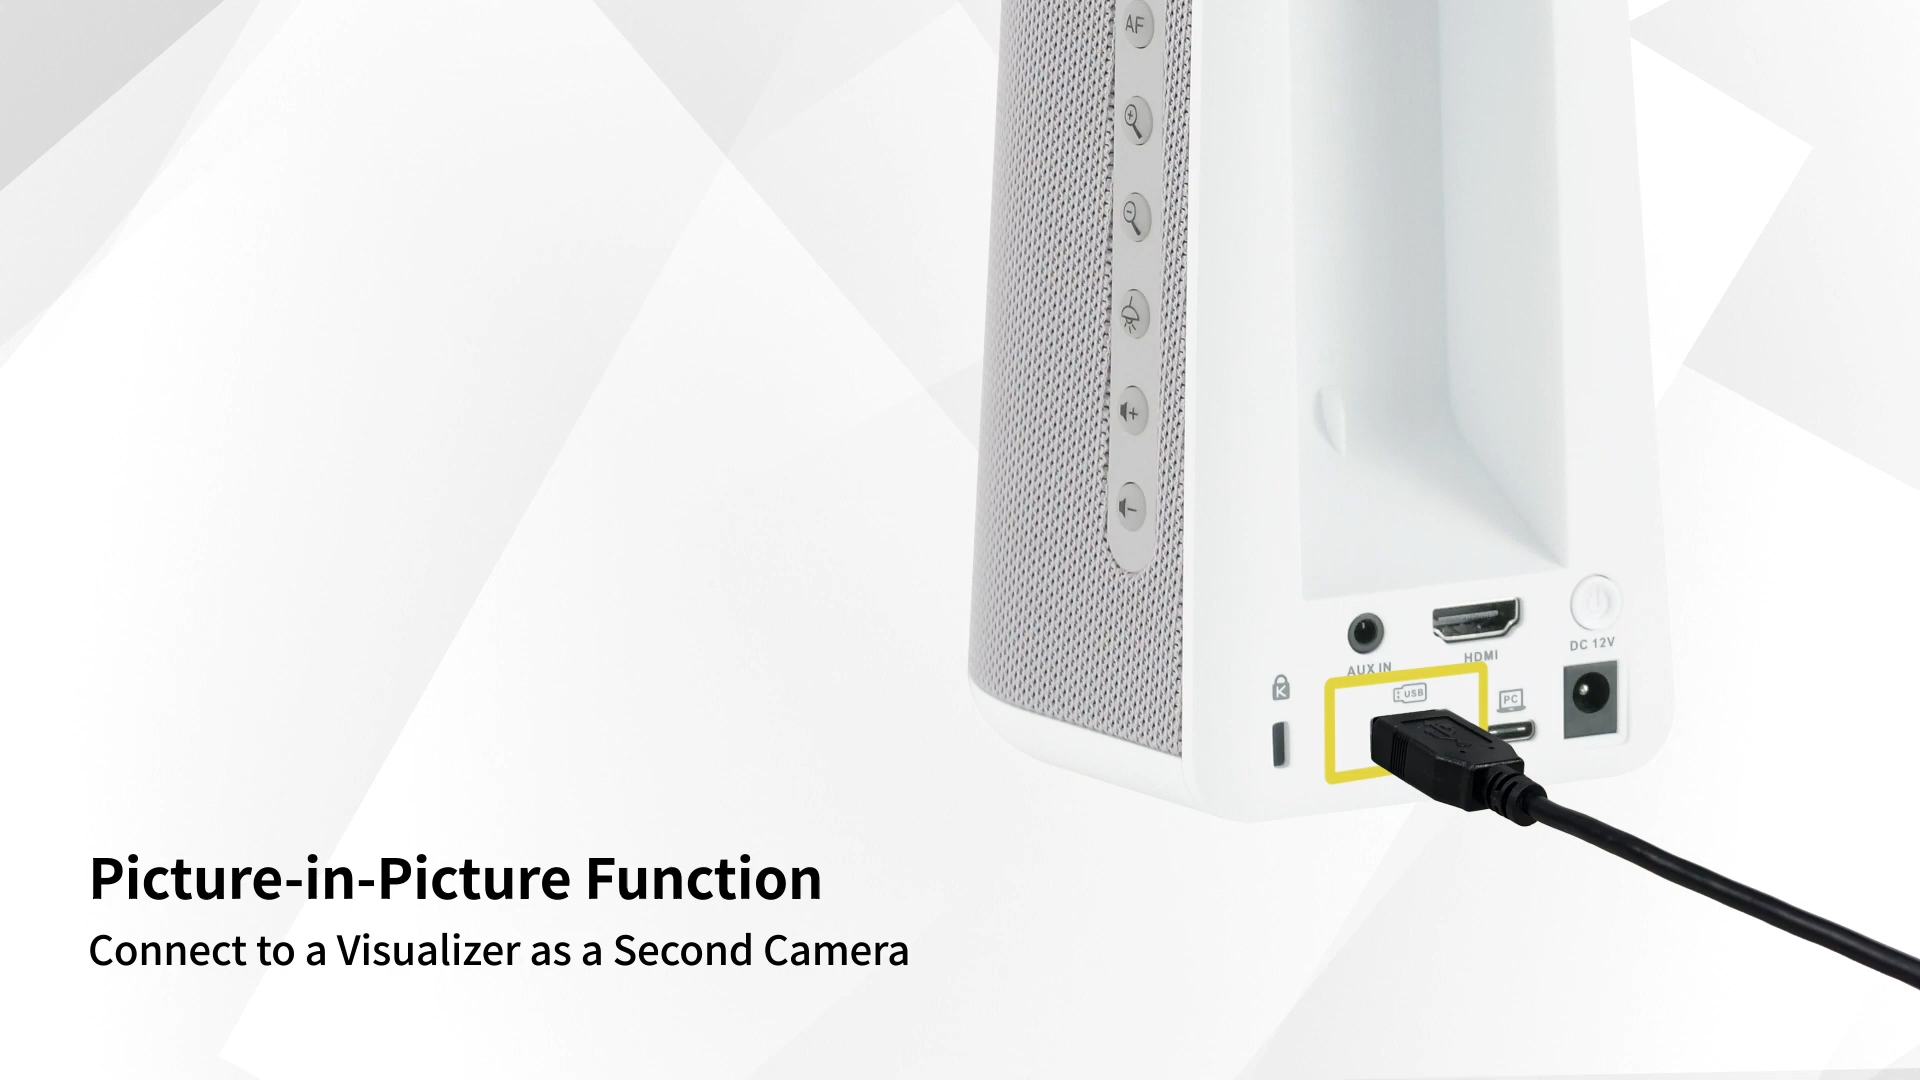 AF
DC 12V
AUX IN
HDMI
USB
PC
K
Picture-in-Picture Function
Connect to a Visualizer as a Second Camera